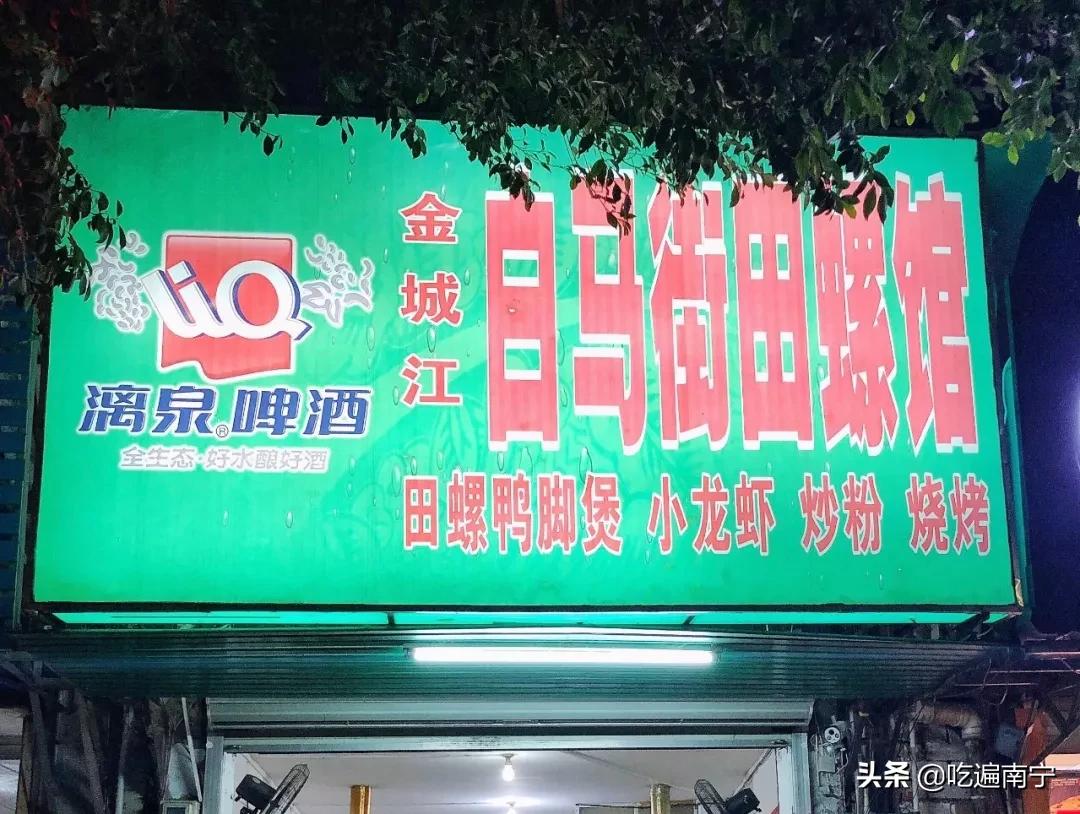 LiQ
漓泉®啤酒
全生态·好水酿好酒
金城江
白马街田螺馆
田螺鸭脚煲 小龙虾 炒粉 烧烤
头条 @吃遍南宁